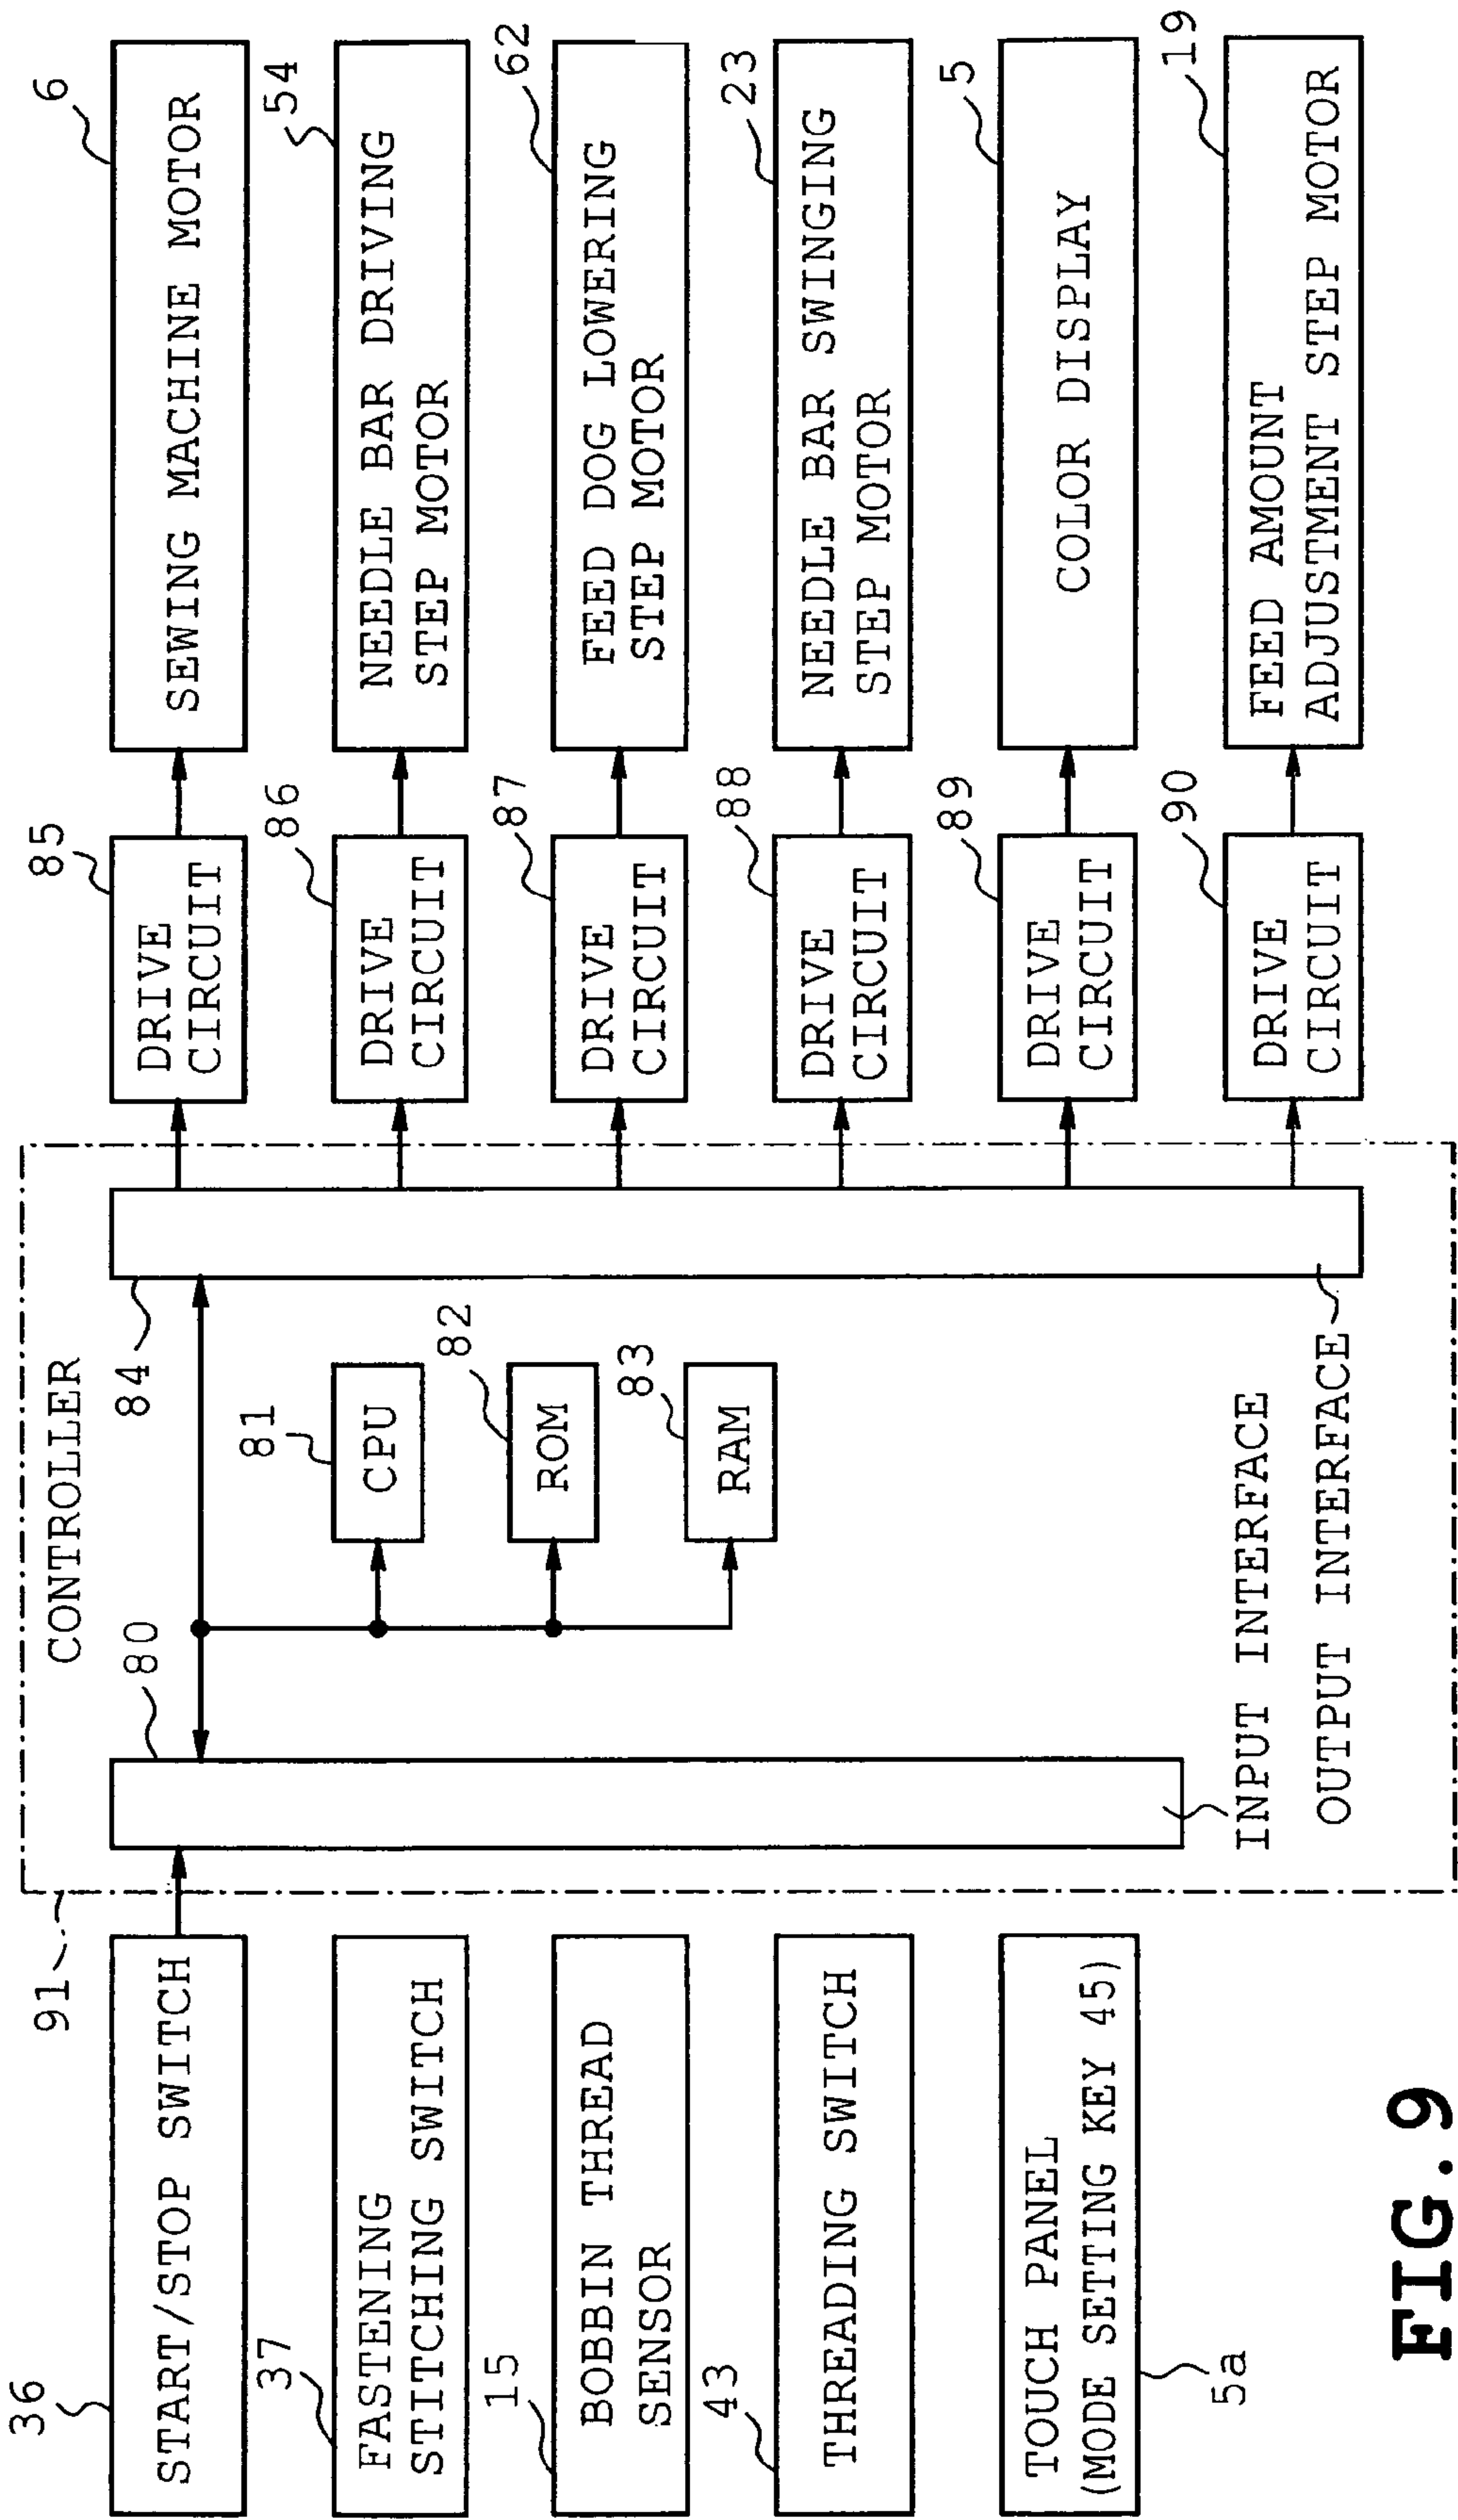 36
START/STOP SWITCH
37
FASTENING
STITCHING SWITCH
15
BOBBIN THREAD
SENSOR
43
THREADING SWITCH
TOUCH PANEL
(MODE SETTING KEY 45)
5a
91
CONTROLLER
80
84
81
CPU
82
ROM
83
RAM
INPUT INTERFACE
OUTPUT INTERFACE
85
DRIVE
CIRCUIT
6
SEWING MACHINE MOTOR
86
DRIVE
CIRCUIT
54
NEEDLE BAR DRIVING
STEP MOTOR
87
DRIVE
CIRCUIT
62
FEED DOG LOWERING
STEP MOTOR
88
DRIVE
CIRCUIT
23
NEEDLE BAR SWINGING
STEP MOTOR
89
DRIVE
CIRCUIT
5
COLOR DISPLAY
90
DRIVE
CIRCUIT
19
FEED AMOUNT
ADJUSTMENT STEP MOTOR
FIG.9